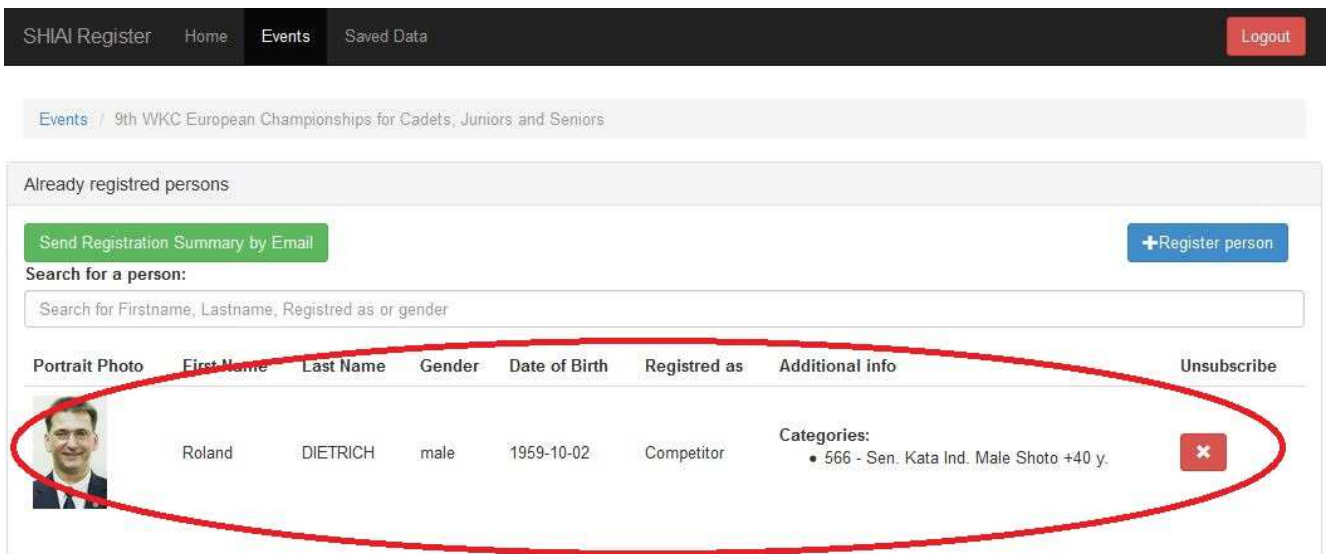 SHIAI Register Home Events Saved Data Logout
Events / 9th WKC European Championships for Cadets, Juniors and Seniors
Already registred persons
Send Registration Summary by Email +Register person
Search for a person:
Search for Firstname, Lastname, Registred as or gender
Portrait Photo First Name Last Name Gender Date of Birth Registred as Additional info Unsubscribe
Roland DIETRICH male 1959-10-02 Competitor Categories:
• 566 - Sen. Kata Ind. Male Shoto +40 y.